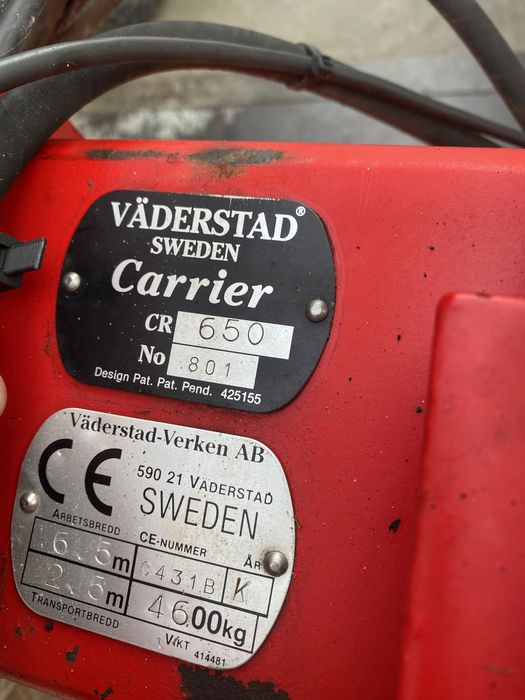 VÄDERSTAD®
SWEDEN
Carrier
CR 650
No 801
Design Pat. Pat. Pend. 425155
Väderstad-Verken AB
CE 590 21 VÄDERSTAD
SWEDEN
ARBETSBREDD CE-NUMMER ÅR
6.5m 0431B K
2.5m 4600kg
TRANSPORTBREDD VIKT 414481